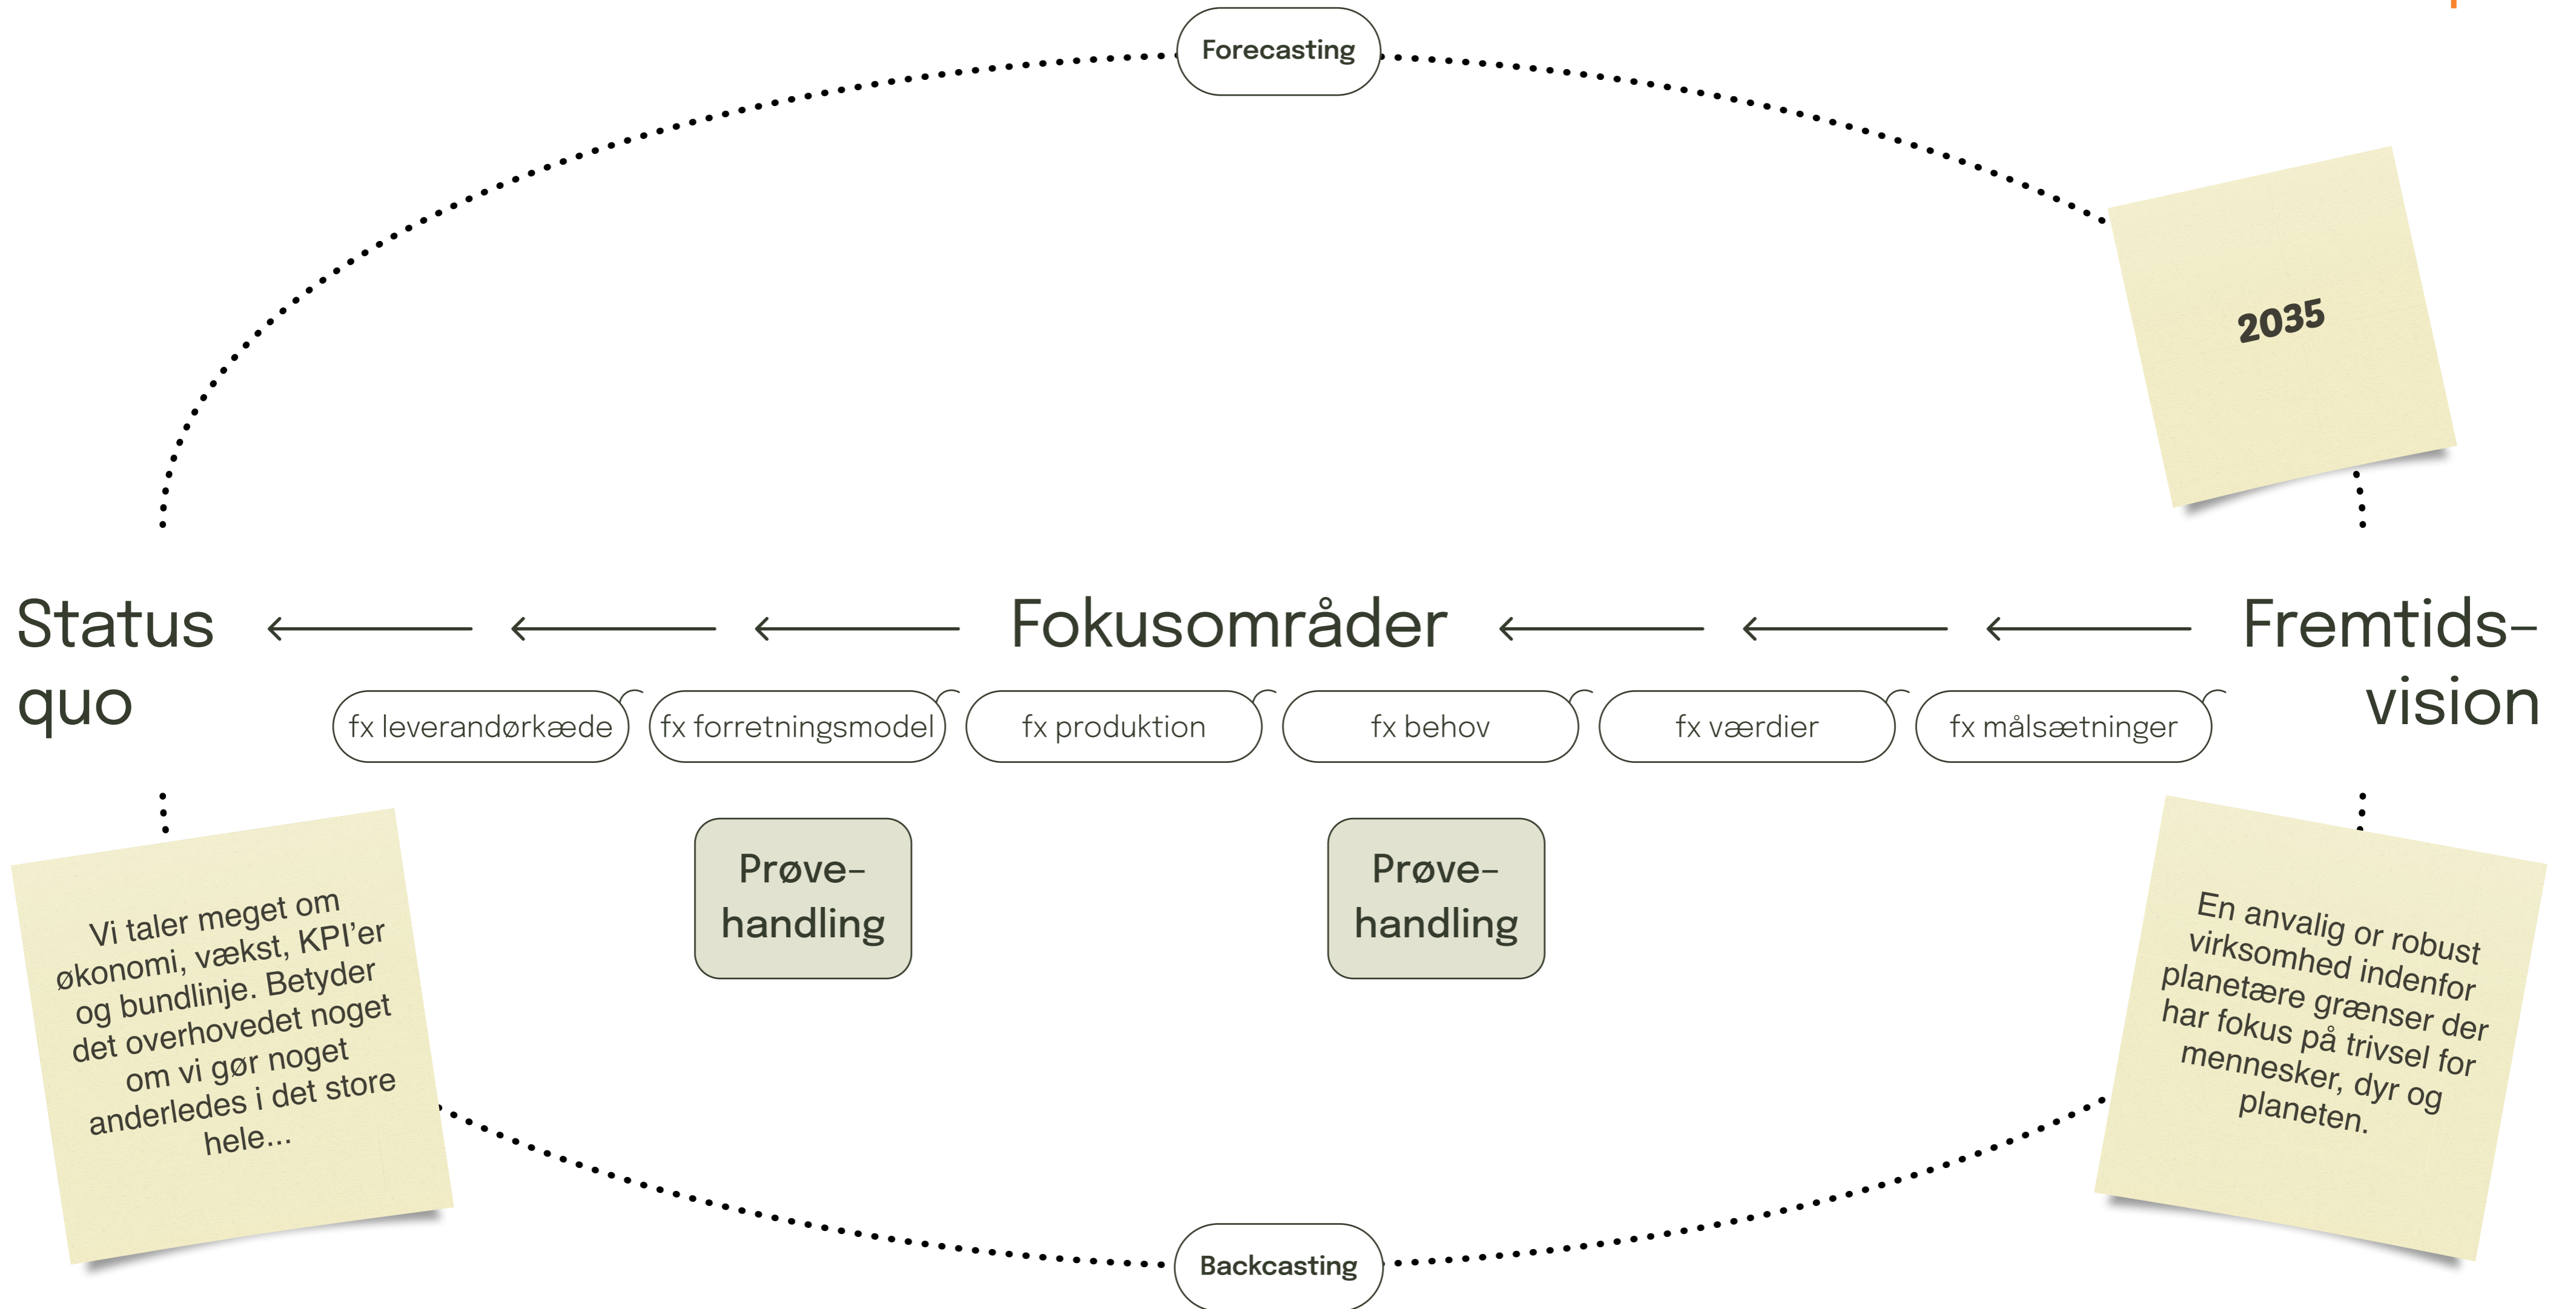 Forecasting
2035
Status
quo
Fokusområder
Fremtids-
vision
fx leverandørkæde
fx forretningsmodel
fx produktion
fx behov
fx værdier
fx målsætninger
Prøve-
handling
Prøve-
handling
Vi taler meget om
økonomi, vækst, KPI'er
og bundlinje. Betyder
det overhovedet noget
om vi gør noget
anderledes i det store
hele...
En anvalig or robust
virksomhed indenfor
planetære grænser der
har fokus på trivsel for
mennesker, dyr og
planeten.
Backcasting